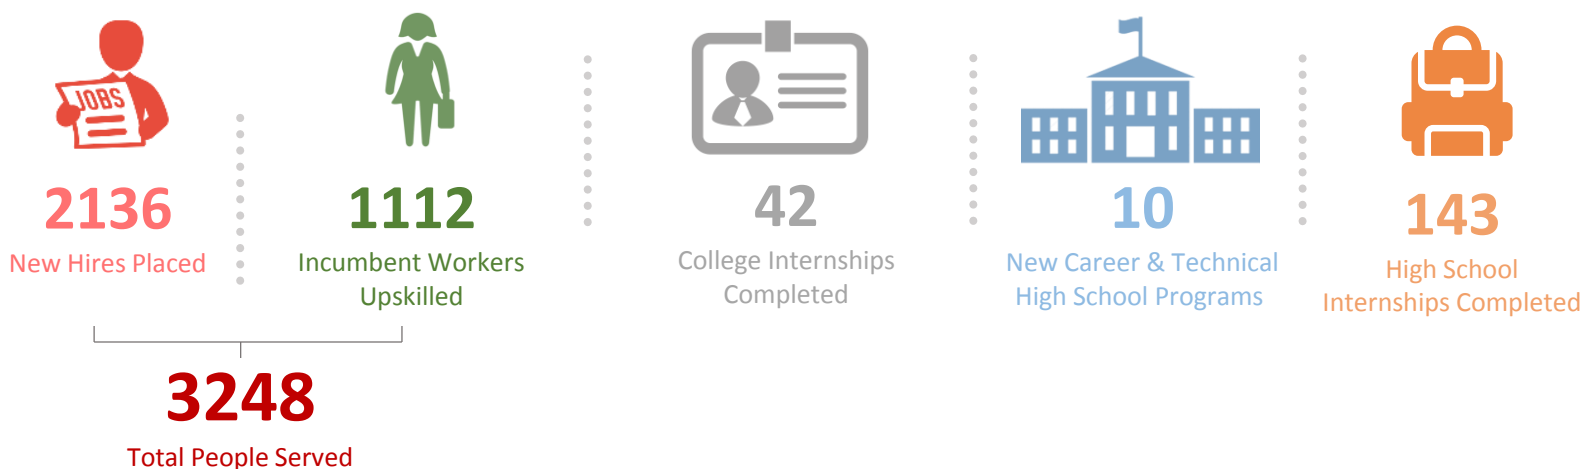 JOBS
2136
New Hires Placed
1112
Incumbent Workers
Upskilled
42
College Internships
Completed
10
New Career & Technical
High School Programs
143
High School
Internships Completed
3248
Total People Served